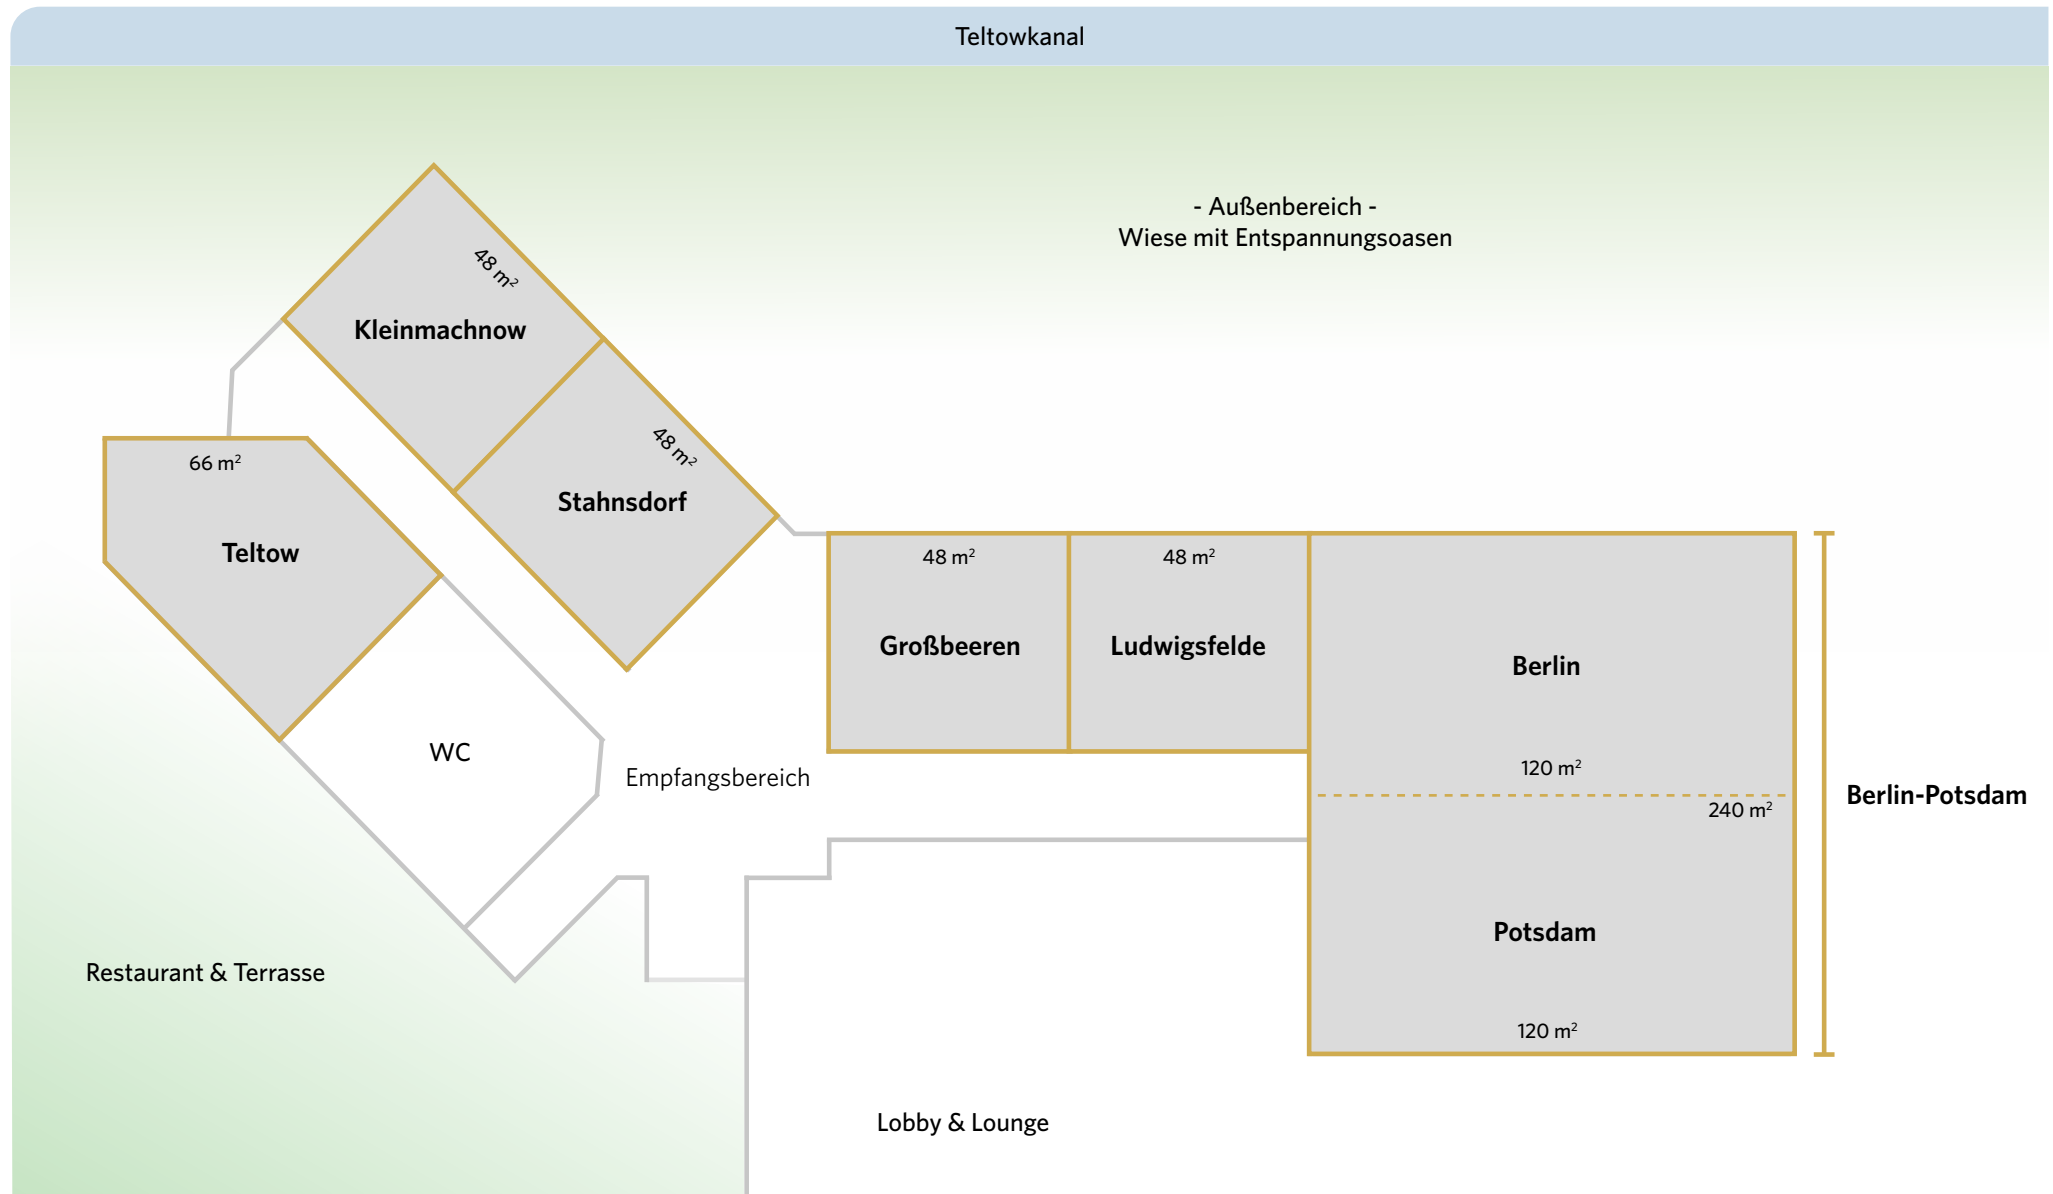 Teltowkanal
- Außenbereich -
Wiese mit Entspannungsoasen
48 m²
Kleinmachnow
48 m²
Stahnsdorf
66 m²
Teltow
48 m²
Großbeeren
48 m²
Ludwigsfelde
Berlin
120 m²
240 m²
Berlin-Potsdam
Potsdam
120 m²
WC
Empfangsbereich
Restaurant & Terrasse
Lobby & Lounge